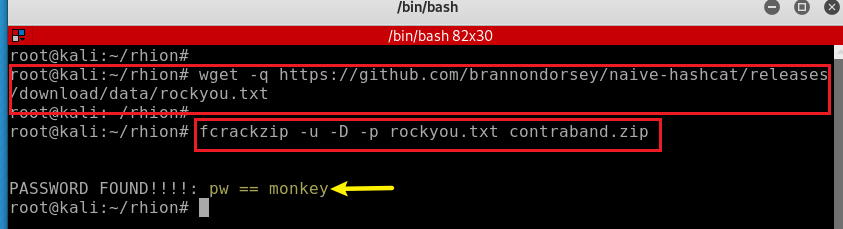 /bin/bash
/bin/bash 82x30
root@kali:~/rhion#
root@kali:~/rhion# wget -q https://github.com/brannondorsey/naive-hashcat/releases
/download/data/rockyou.txt
root@kali:~/rhion#
root@kali:~/rhion# fcrackzip -u -D -p rockyou.txt contraband.zip
PASSWORD FOUND!!!!: pw == monkey
root@kali:~/rhion#